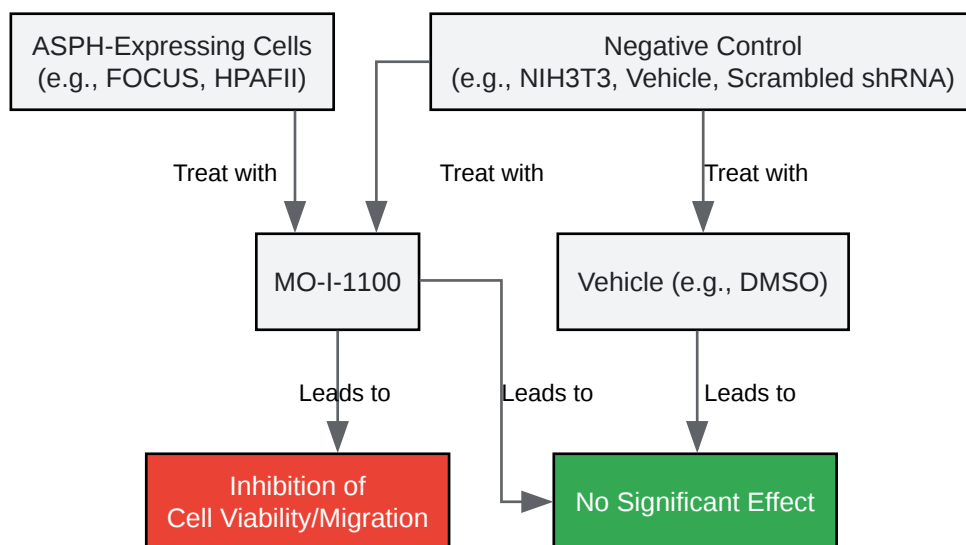 ASPH-Expressing Cells
(e.g., FOCUS, HPAFII)
Negative Control
(e.g., NIH3T3, Vehicle, Scrambled shRNA)
Treat with
Treat with
Treat with
MO-I-1100
Vehicle (e.g., DMSO)
Leads to
Leads to
Leads to
Inhibition of
Cell Viability/Migration
No Significant Effect